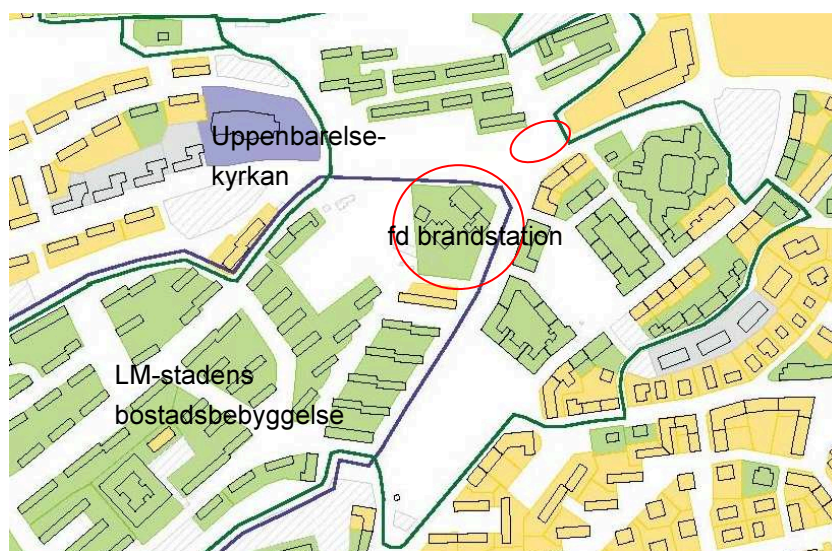 Uppenbarelse-
kyrkan
fd brandstation
LM-stadens
bostadsbebyggelse